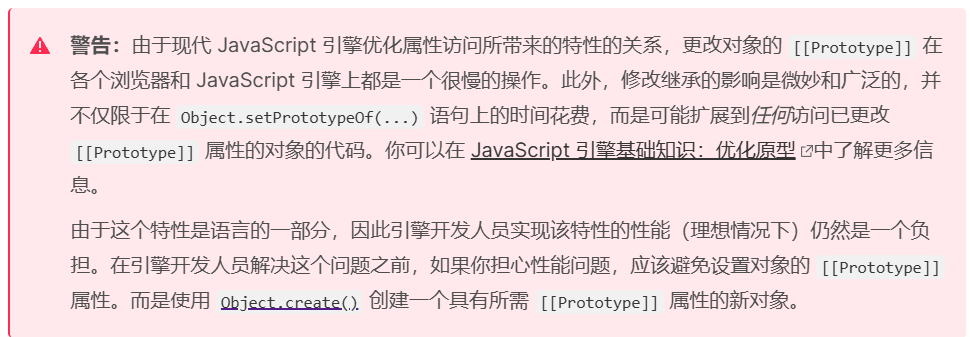 警告：由于现代 JavaScript 引擎优化属性访问所带来的特性的关系，更改对象的 [[Prototype]] 在
各个浏览器和 JavaScript 引擎上都是一个很慢的操作。此外，修改继承的影响是微妙和广泛的，并
不仅限于在 Object.setPrototypeOf(...) 语句上的时间花费，而是可能扩展到任何访问已更改
[[Prototype]] 属性的对象的代码。你可以在 JavaScript 引擎基础知识：优化原型中了解更多信
息。
由于这个特性是语言的一部分，因此引擎开发人员实现该特性的性能（理想情况下）仍然是一个负
担。在引擎开发人员解决这个问题之前，如果你担心性能问题，应该避免设置对象的 [[Prototype]]
属性。而是使用 Object.create() 创建一个具有所需 [[Prototype]] 属性的新对象。